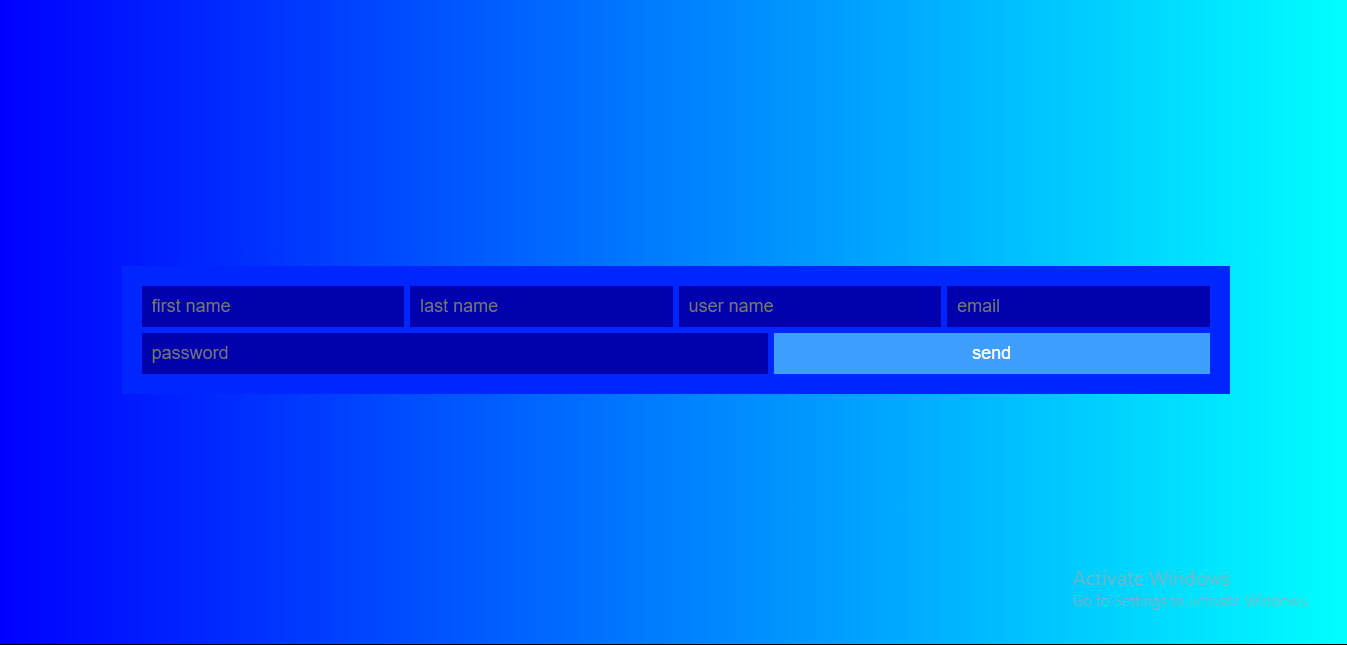 first name last name user name email
password send
Activate Windows
Go to Settings to activate Windows.